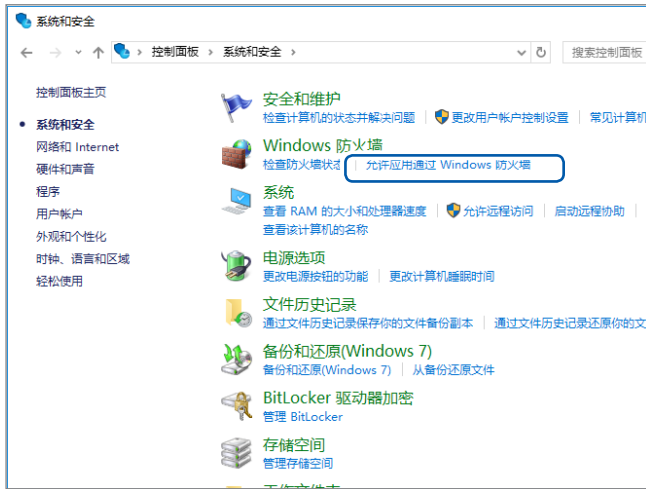 系统和安全
控制面板 › 系统和安全 ›
搜索控制面板
控制面板主页
系统和安全
网络和 Internet
硬件和声音
程序
用户帐户
外观和个性化
时钟、语言和区域
轻松使用
安全和维护
检查计算机的状态并解决问题 更改用户帐户控制设置 常见计算机
Windows 防火墙
检查防火墙状态 允许应用通过 Windows 防火墙
系统
查看 RAM 的大小和处理器速度 允许远程访问 启动远程协助
查看该计算机的名称
电源选项
更改电源按钮的功能 更改计算机睡眠时间
文件历史记录
通过文件历史记录保存你的文件备份副本 通过文件历史记录还原你的文
备份和还原(Windows 7)
备份和还原(Windows 7) 从备份还原文件
BitLocker 驱动器加密
管理 BitLocker
存储空间
管理存储空间